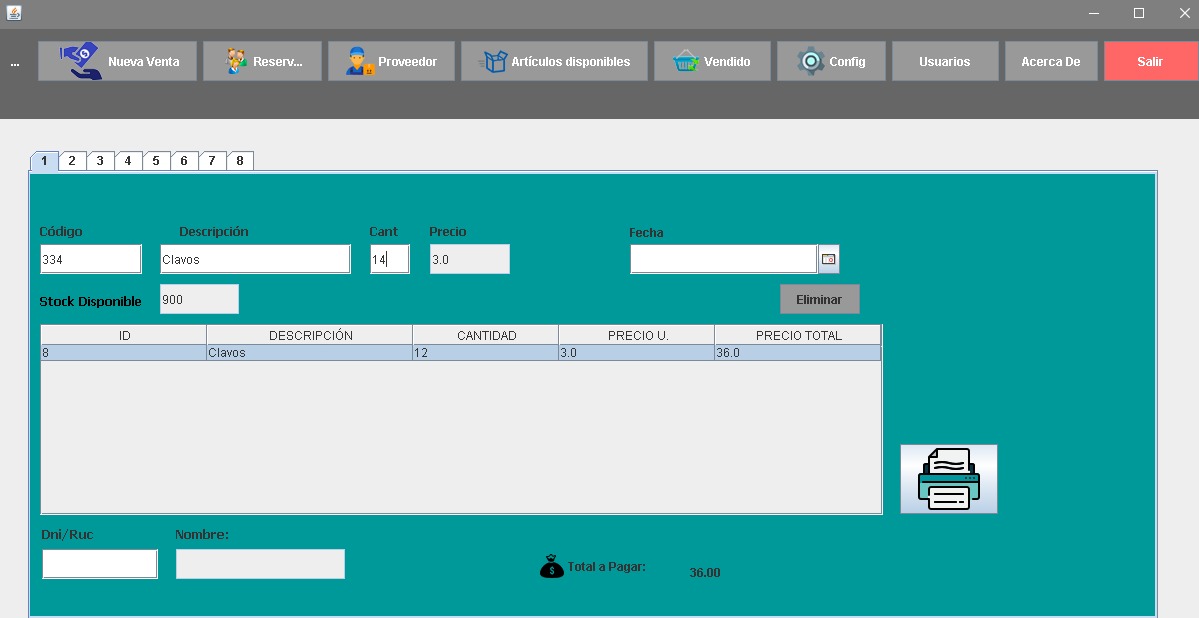 ... Nueva Venta Reserv... Proveedor Artículos disponibles Vendido Config Usuarios Acerca De Salir
1 2 3 4 5 6 7 8
Código Descripción Cant Precio Fecha
334 Clavos 14 3.0
Stock Disponible 900 Eliminar
ID DESCRIPCIÓN CANTIDAD PRECIO U. PRECIO TOTAL
8 Clavos 12 3.0 36.0
Dni/Ruc Nombre:
$ Total a Pagar: 36.00